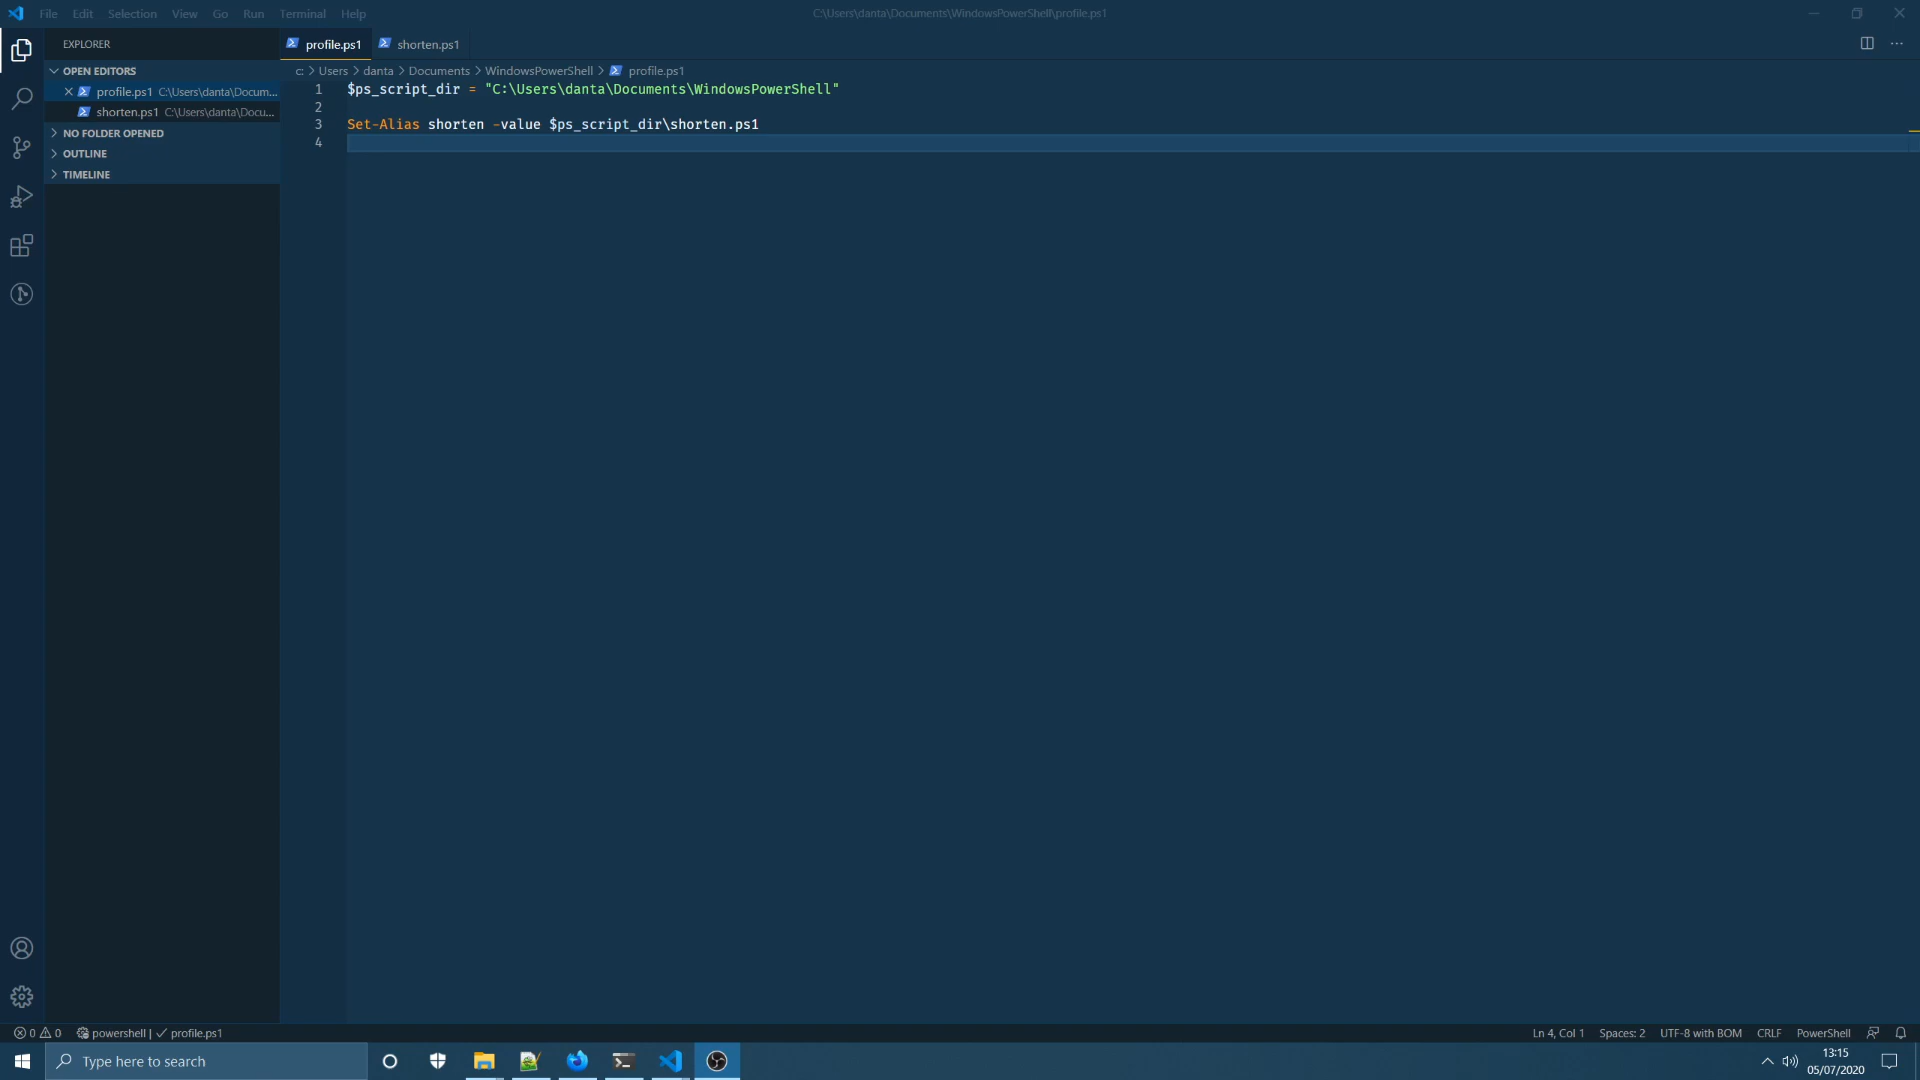 File Edit Selection View Go Run Terminal Help
C:\Users\danta\Documents\WindowsPowerShell\profile.ps1
EXPLORER
profile.ps1
shorten.ps1
OPEN EDITORS
profile.ps1 C:\Users\danta\Docum...
shorten.ps1 C:\Users\danta\Docu...
NO FOLDER OPENED
OUTLINE
TIMELINE
c: > Users > danta > Documents > WindowsPowerShell > profile.ps1
1 $ps_script_dir = "C:\Users\danta\Documents\WindowsPowerShell"
2
3 Set-Alias shorten -value $ps_script_dir\shorten.ps1
4
0 0 powershell | profile.ps1
Ln 4, Col 1 Spaces: 2 UTF-8 with BOM CRLF PowerShell
Type here to search
13:15
05/07/2020